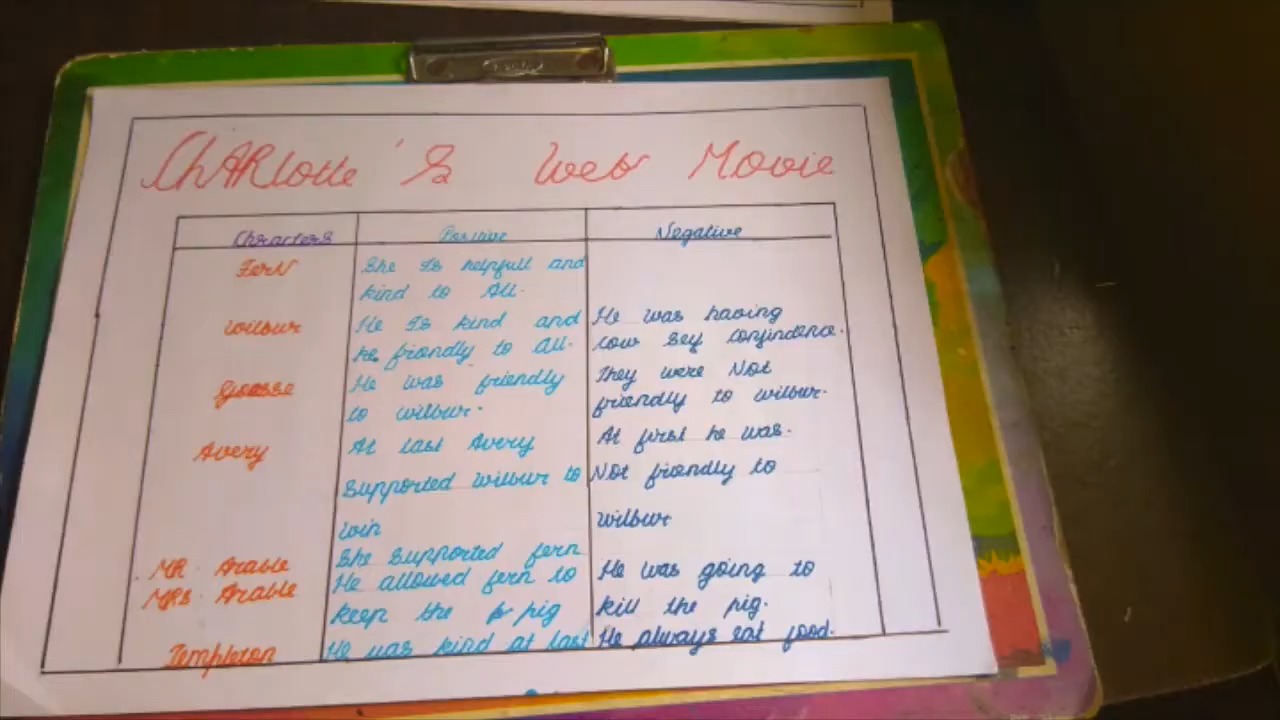 ChARlotte 's Web Movie
Characters Positive Negative
FerN She Is helpfull and
kind to All.
Wilbur He Is kind and He was having
he friondly to all. low sey confindence.
Goosse He was friendly They were Not
to wilbur. friendly to wilbur.
Avery At last Avery At first he was.
supported wilbur to Not friendly to
win wilbur
MR. Arable She supported fern
MRs. Arable He allowed fern to He was going to
keep the pig kill the pig.
Templeton He was kind at last He always eat food.